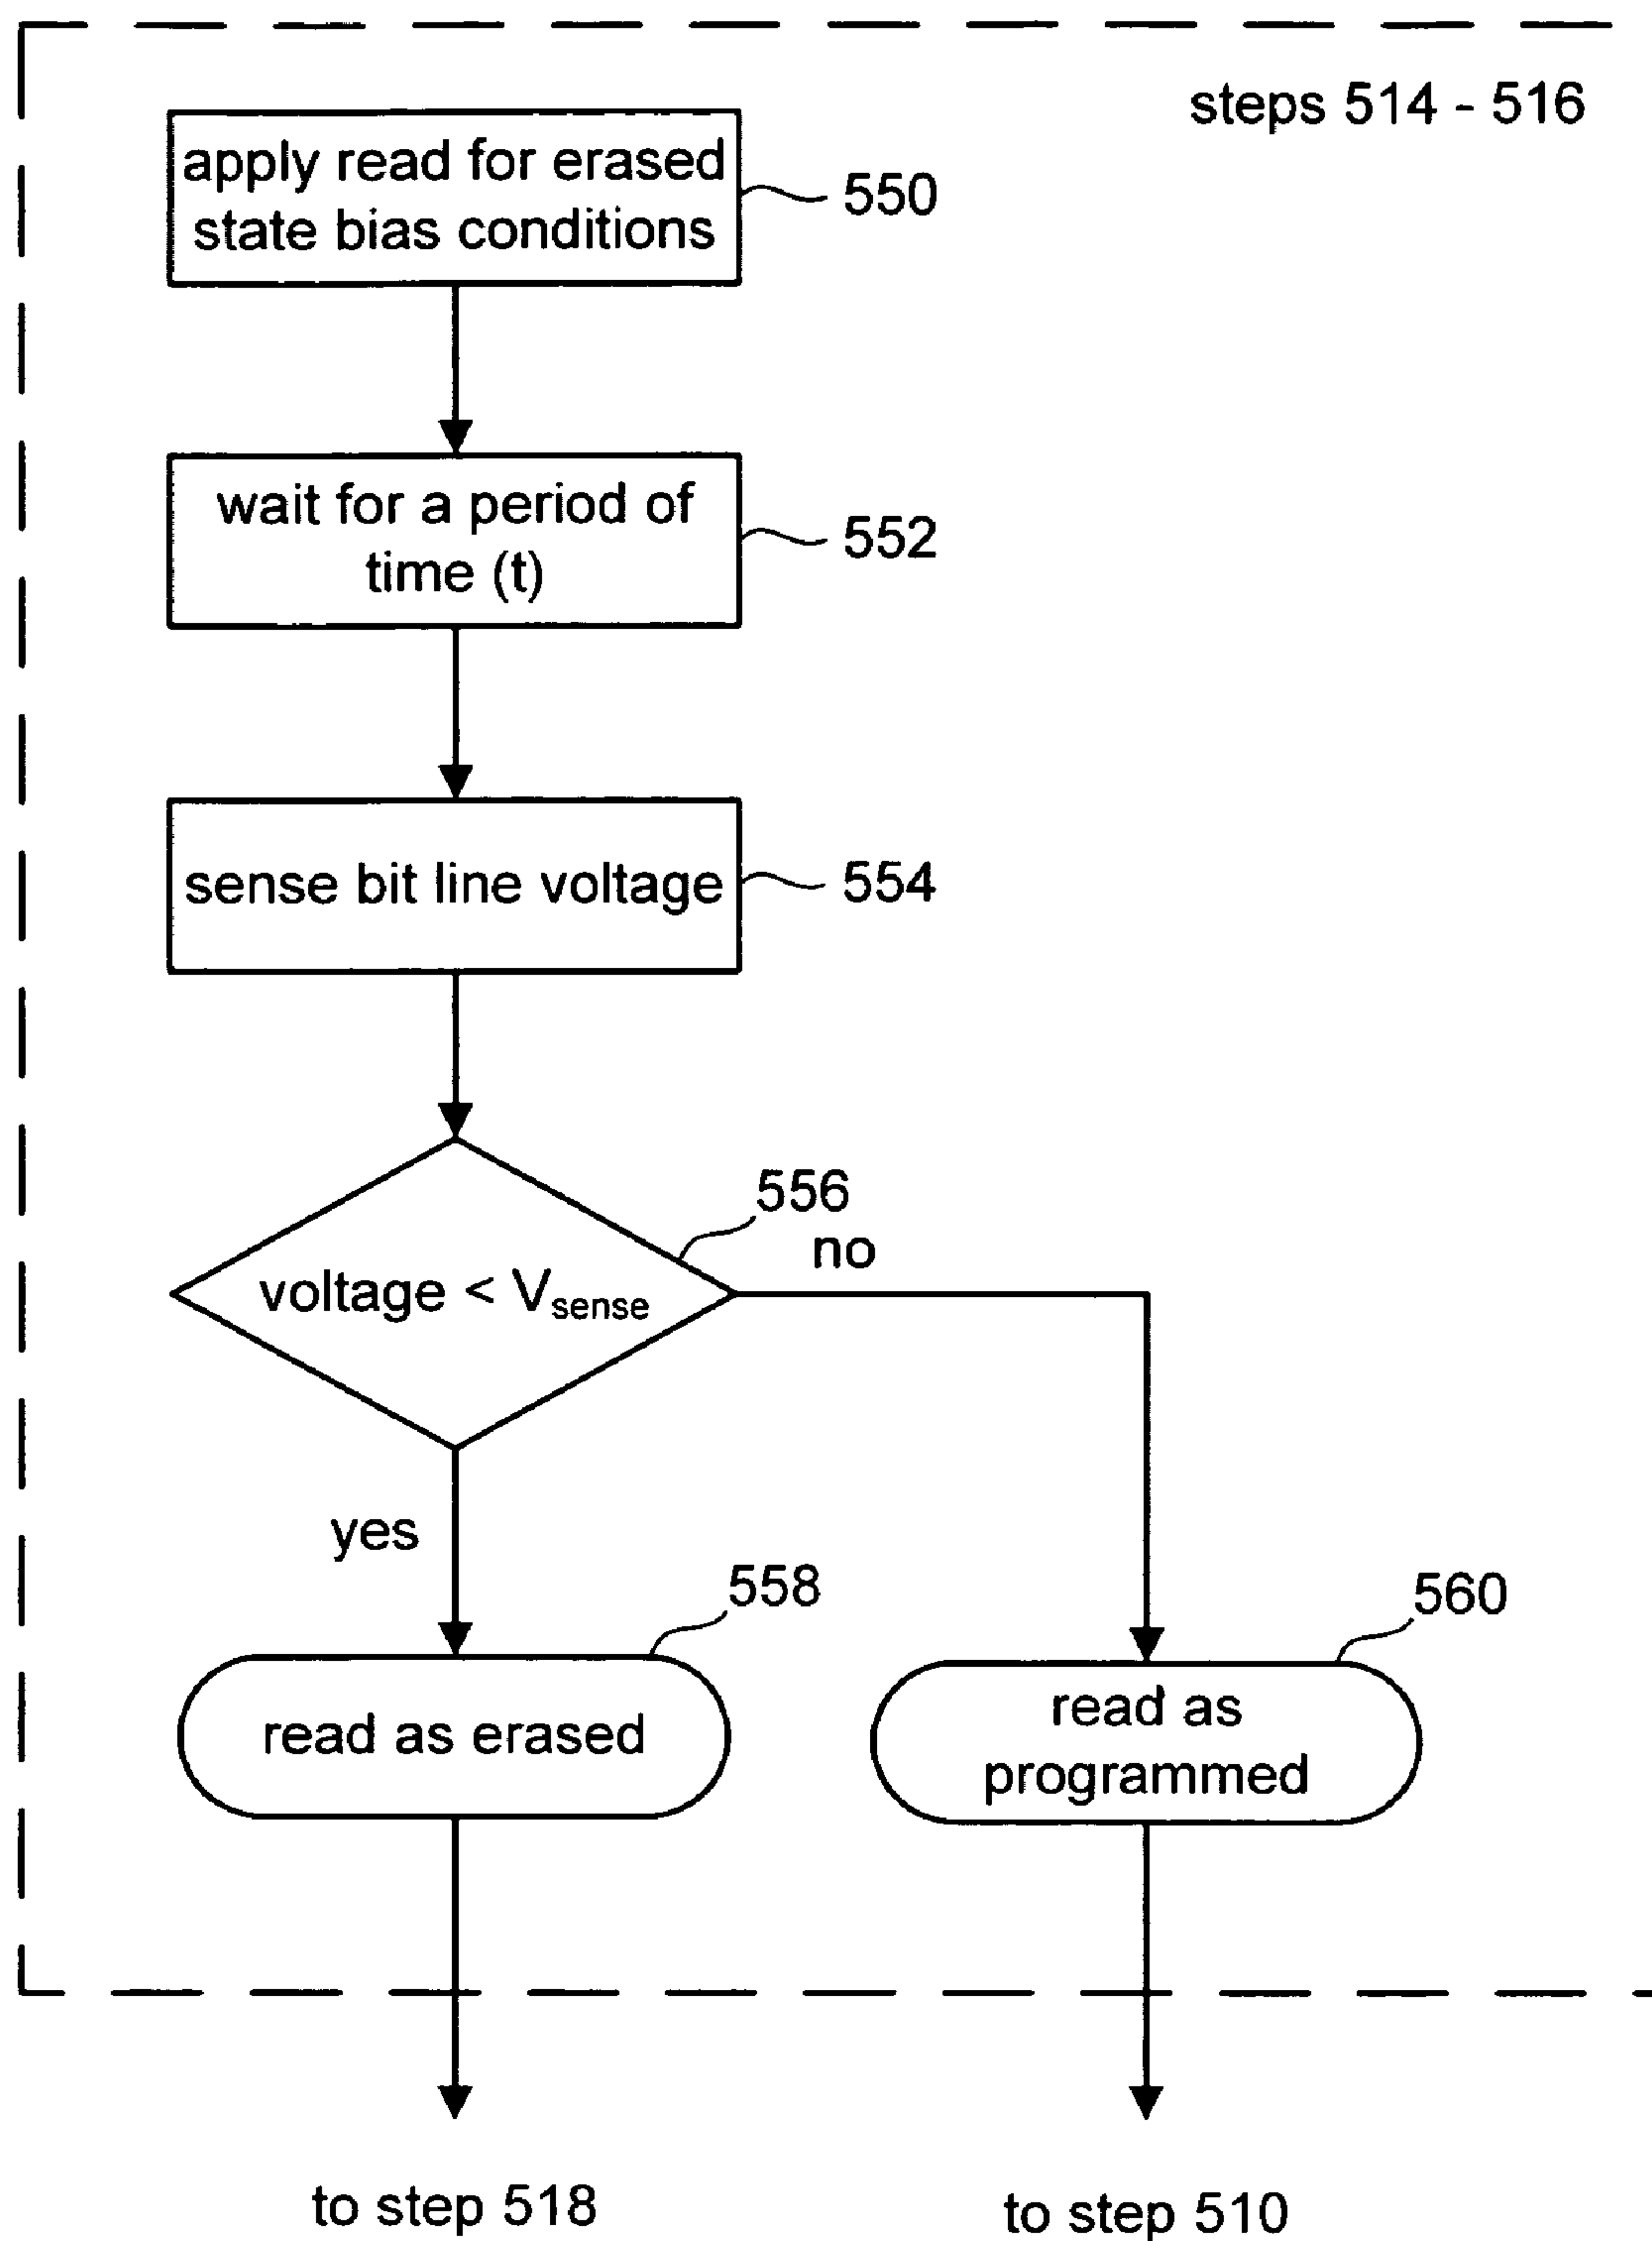 steps 514 - 516
apply read for erased
state bias conditions
550
wait for a period of
time (t)
552
sense bit line voltage
554
556
no
voltage < Vsense
yes
558
560
read as erased
read as
programmed
to step 518
to step 510